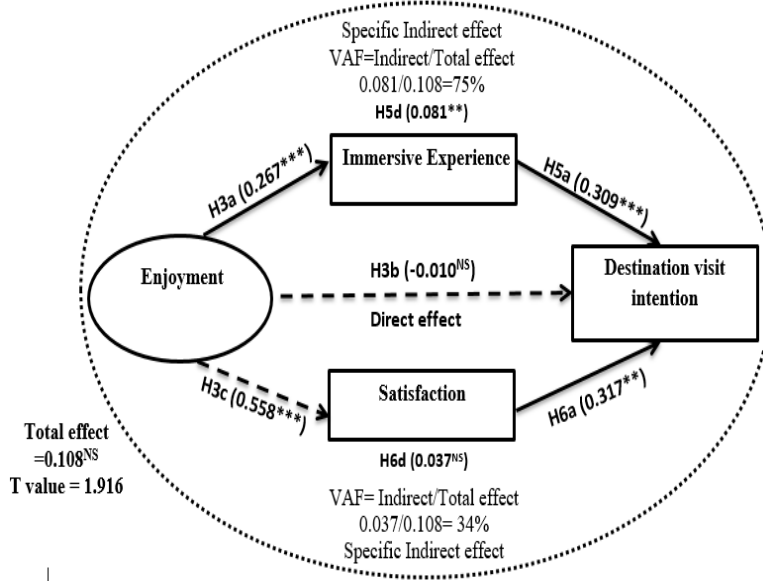 Specific Indirect effect
VAF=Indirect/Total effect
0.081/0.108=75%
H5d (0.081**)
Immersive Experience
H3a (0.267***)
H5a (0.309***)
Enjoyment
H3b (-0.010NS)
Direct effect
Destination visit
intention
H3c (0.558***)
Satisfaction
H6a (0.317**)
H6d (0.037NS)
Total effect
=0.108NS
T value = 1.916
VAF= Indirect/Total effect
0.037/0.108= 34%
Specific Indirect effect